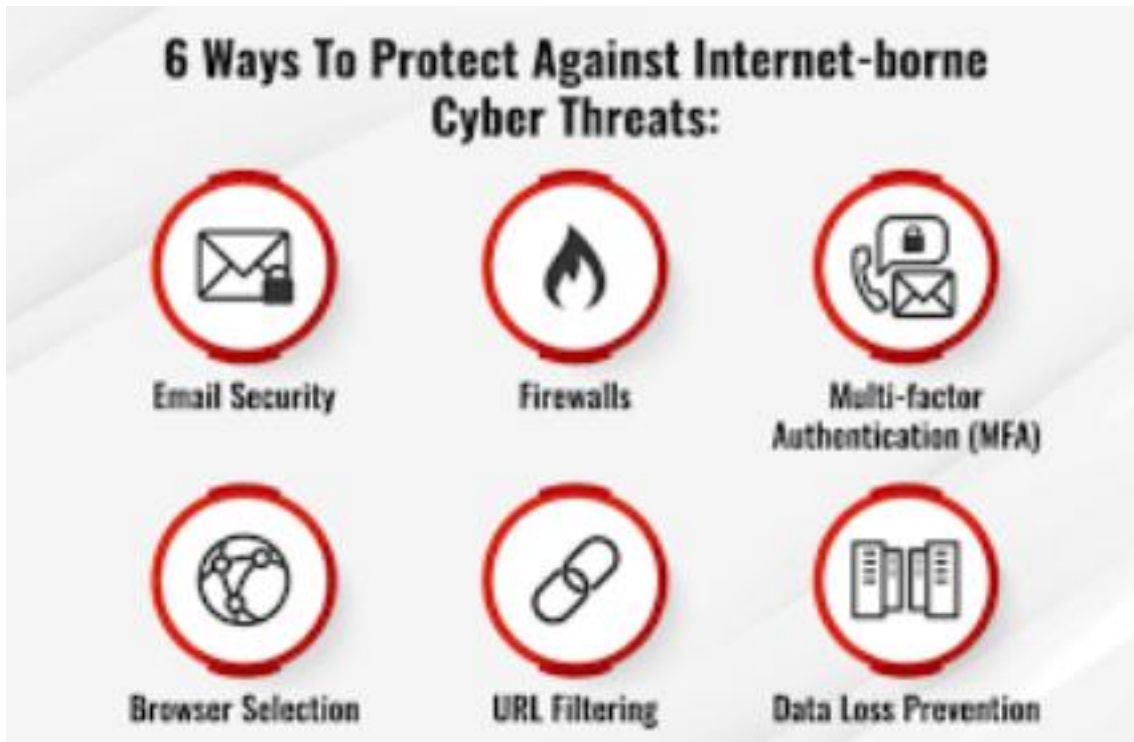 6 Ways To Protect Against Internet-borne
Cyber Threats:
Email Security
Firewalls
Multi-factor
Authentication (MFA)
Browser Selection
URL Filtering
Data Loss Prevention